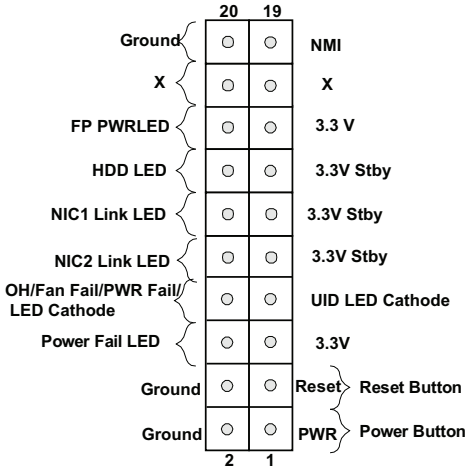 20 19
Ground NMI
X X
FP PWRLED 3.3 V
HDD LED 3.3V Stby
NIC1 Link LED 3.3V Stby
NIC2 Link LED 3.3V Stby
OH/Fan Fail/PWR Fail/
LED Cathode UID LED Cathode
Power Fail LED 3.3V
Ground Reset Reset Button
Ground PWR Power Button
2 1